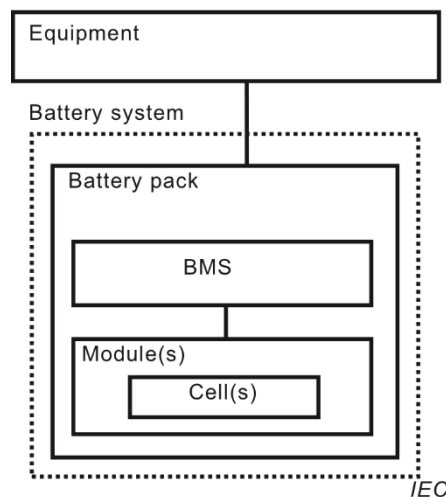 Equipment
Battery system
Battery pack
BMS
Module(s)
Cell(s)
IEC